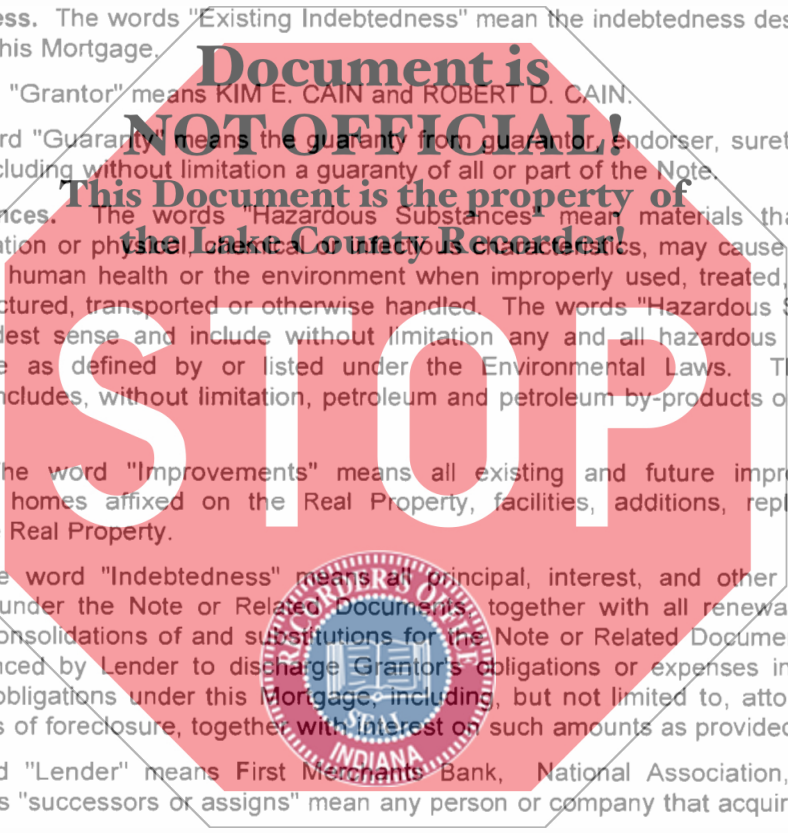 ess. The words "Existing Indebtedness" mean the indebtedness des
his Mortgage.
Document is
"Grantor" means KIM E. CAIN and ROBERT D. CAIN.
NOT OFFICIAL!
rd "Guaranty" means the guaranty from guarantor, endorser, suret
cluding without limitation a guaranty of all or part of the Note.
This Document is the property of
nces. The words "Hazardous Substances" mean materials tha
the Lake County Recorder!
ation or physical, chemical or infectious characteristics, may cause
human health or the environment when improperly used, treated,
ctured, transported or otherwise handled. The words "Hazardous S
dest sense and include without limitation any and all hazardous
e as defined by or listed under the Environmental Laws. Th
ncludes, without limitation, petroleum and petroleum by-products o
STOP
he word "Improvements" means all existing and future impr
homes affixed on the Real Property, facilities, additions, repl
Real Property.
e word "Indebtedness" means all principal, interest, and other
under the Note or Related Documents, together with all renewa
onsolidations of and substitutions for the Note or Related Docume
nced by Lender to discharge Grantor's obligations or expenses in
obligations under this Mortgage, including, but not limited to, atto
s of foreclosure, together with interest on such amounts as provided
RECORDER'S OFFICE
SEAL
INDIANA
d "Lender" means First Merchants Bank, National Association,
s "successors or assigns" mean any person or company that acquir